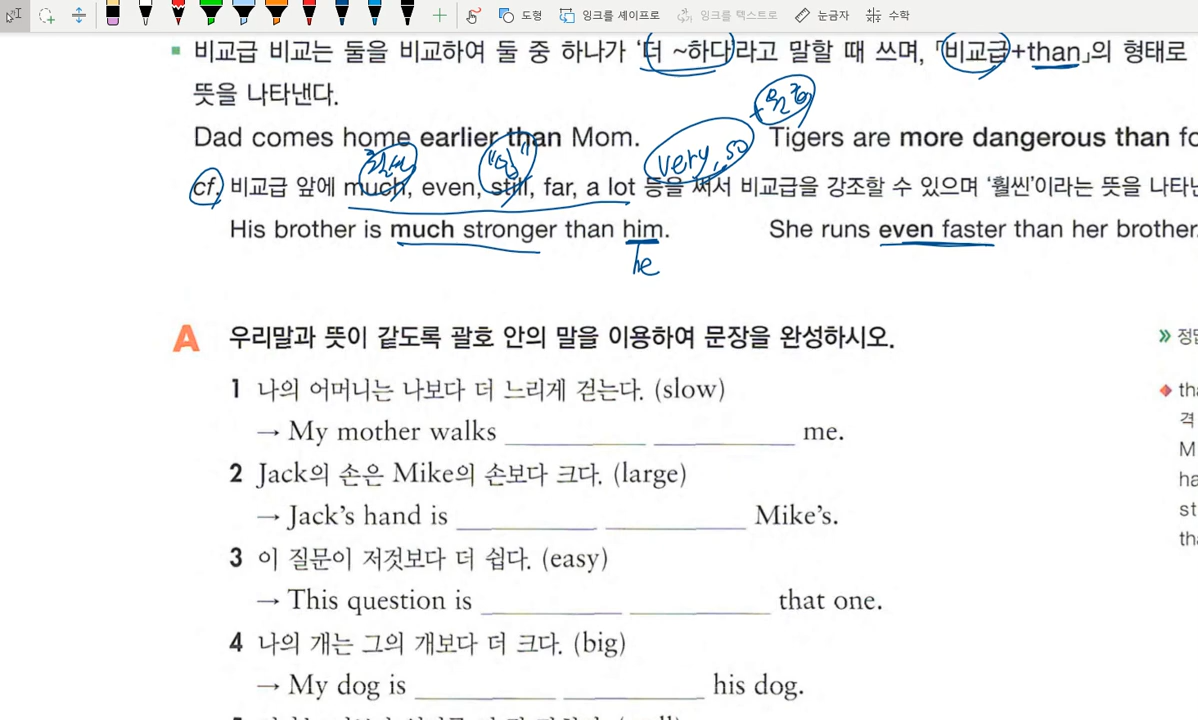 도형 잉크를 셰이프로 잉크를 텍스트로 눈금자 수학
비교급 비교는 둘을 비교하여 둘 중 하나가 ‘더 ~하다’라고 말할 때 쓰며, 「비교급+than」의 형태로
뜻을 나타낸다.
+원급
Dad comes home earlier than Mom. Tigers are more dangerous than fo
훨씬 very, so
cf. 비교급 앞에 much, even, still, far, a lot 등을 써서 비교급을 강조할 수 있으며 ‘훨씬’이라는 뜻을 나타낸
His brother is much stronger than him. She runs even faster than her brother.
he
A 우리말과 뜻이 같도록 괄호 안의 말을 이용하여 문장을 완성하시오.
» 정답
1 나의 어머니는 나보다 더 느리게 걷는다. (slow)
→ My mother walks ________ ________ me.
2 Jack의 손은 Mike의 손보다 크다. (large)
→ Jack’s hand is ________ ________ Mike’s.
3 이 질문이 저것보다 더 쉽다. (easy)
→ This question is ________ ________ that one.
4 나의 개는 그의 개보다 더 크다. (big)
→ My dog is ________ ________ his dog.
tha
격
M
ha
st
tha